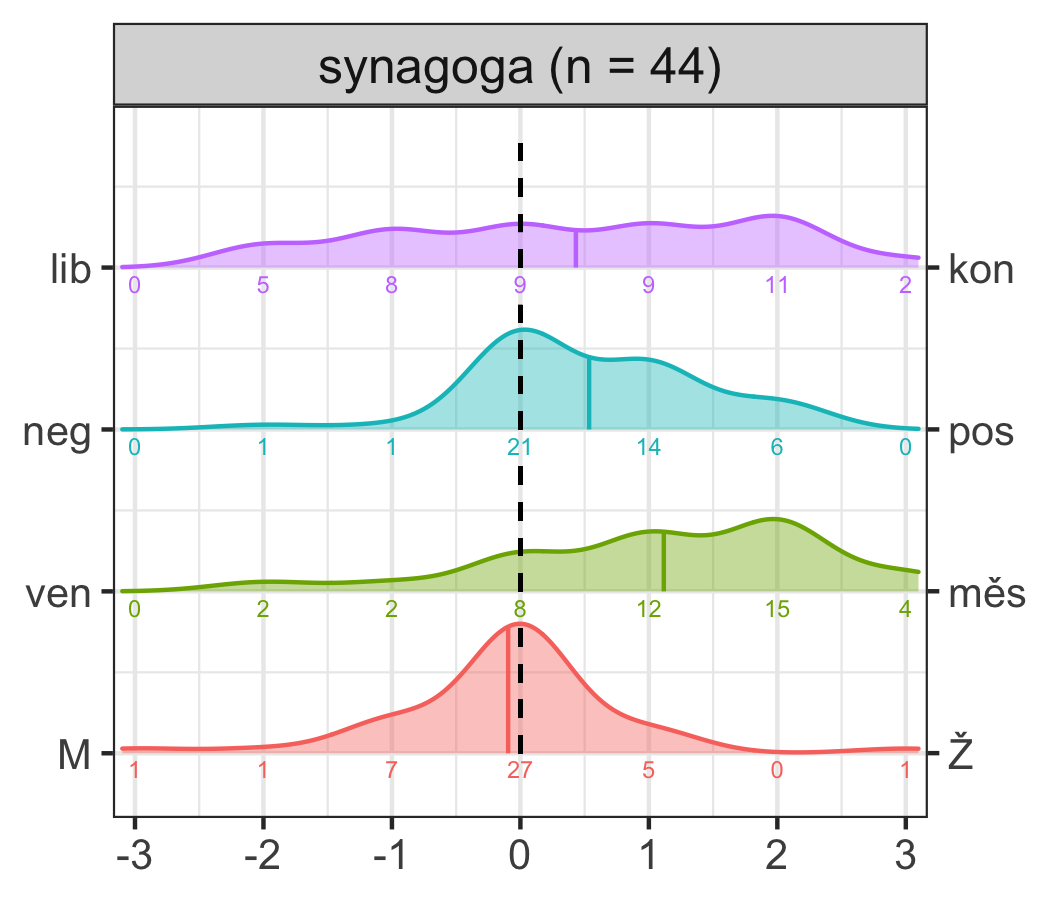 synagoga (n = 44)
lib kon
0 5 8 9 9 11 2
neg pos
0 1 1 21 14 6 0
ven měs
0 2 2 8 12 15 4
M Ž
1 1 7 27 5 0 1
-3 -2 -1 0 1 2 3